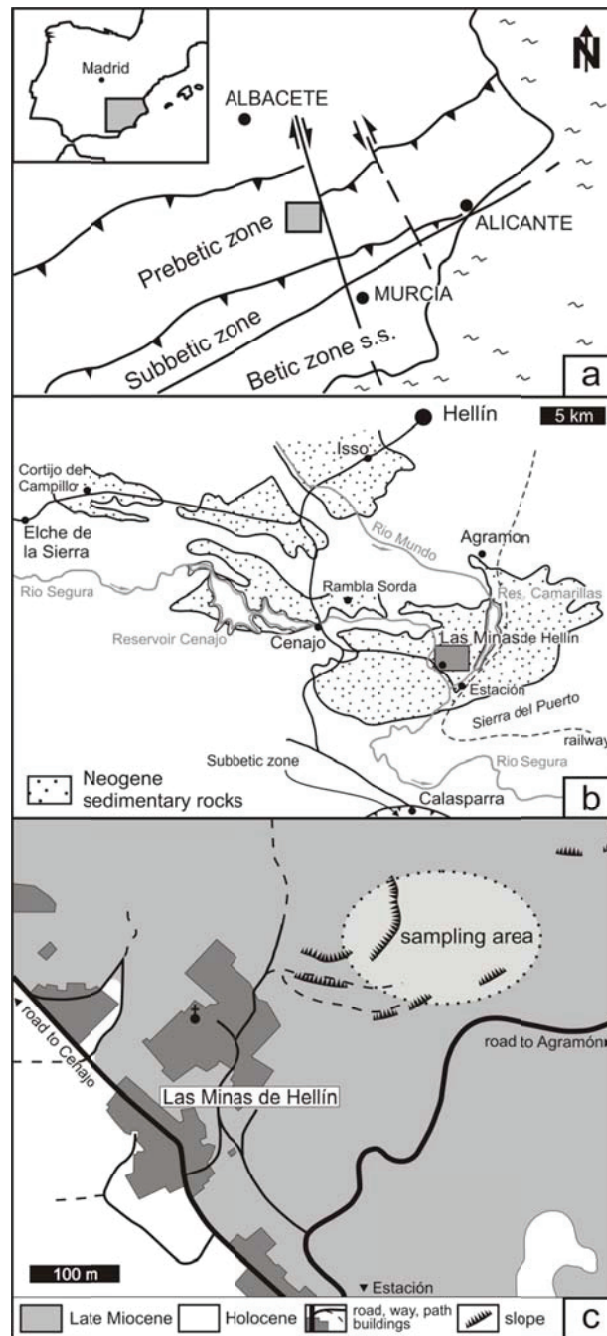 Madrid
N
ALBACETE
ALICANTE
Prebetic zone
MURCIA
Subbetic zone
Betic zone s.s.
a
Hellín
5 km
Isso
Cortijo del
Campillo
Elche de
la Sierra
Rio Mundo
Agramón
Rio Segura
Rambla Sorda
Res. Camarillas
Reservoir Cenajo
Cenajo
Las Minas de Hellín
Estación
Sierra del Puerto
railway
Subbetic zone
Rio Segura
Neogene
sedimentary rocks
Calasparra
b
sampling area
road to Cenajo
road to Agramón
Las Minas de Hellín
100 m
Estación
Late Miocene
Holocene
road, way, path
buildings
slope
c